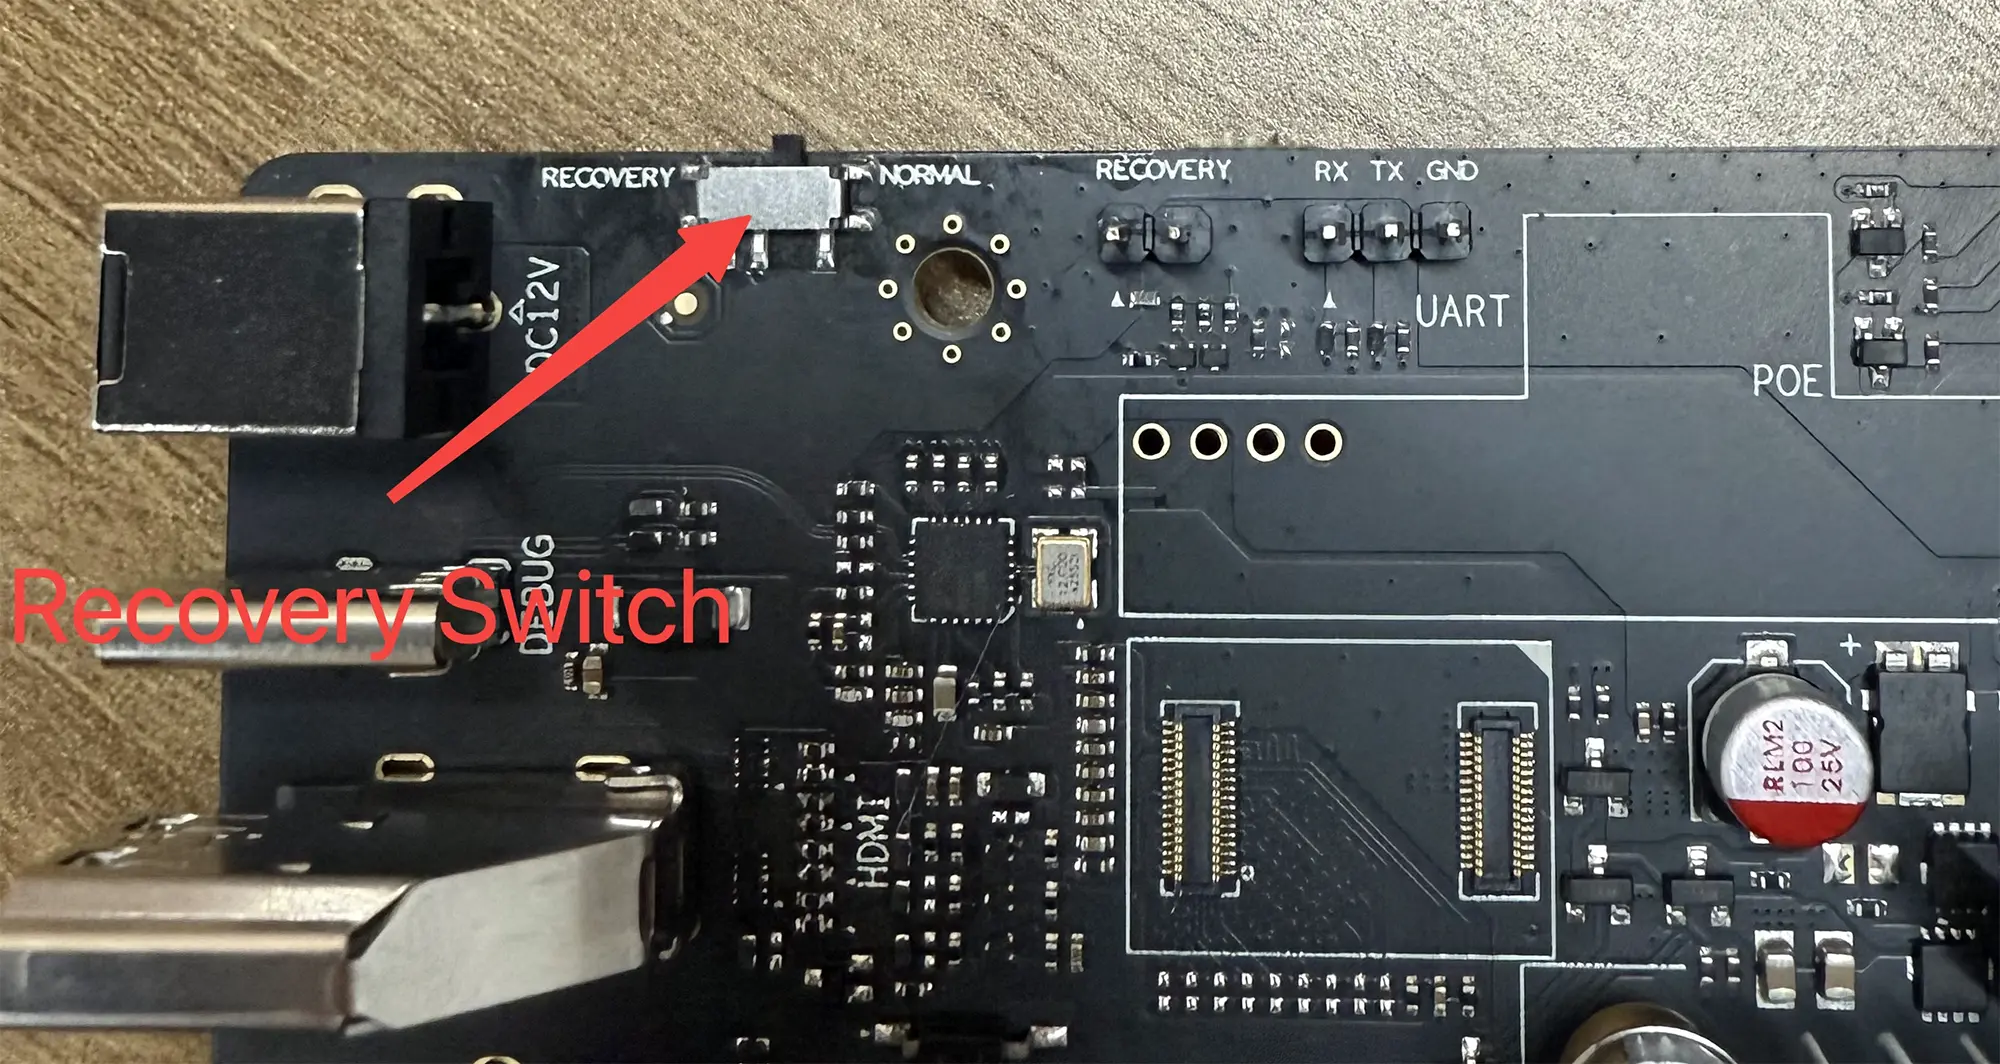 RECOVERY
NORMAL
RECOVERY
RX TX GND
DC12V
UART
POE
DEBUG
Recovery Switch
+
RLM2
100
25V
HDMI